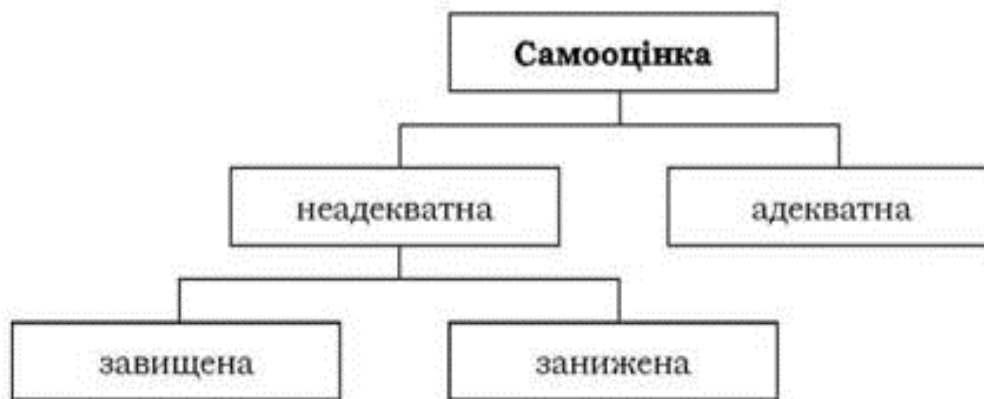 Самооцінка
неадекватна
адекватна
завищена
занижена